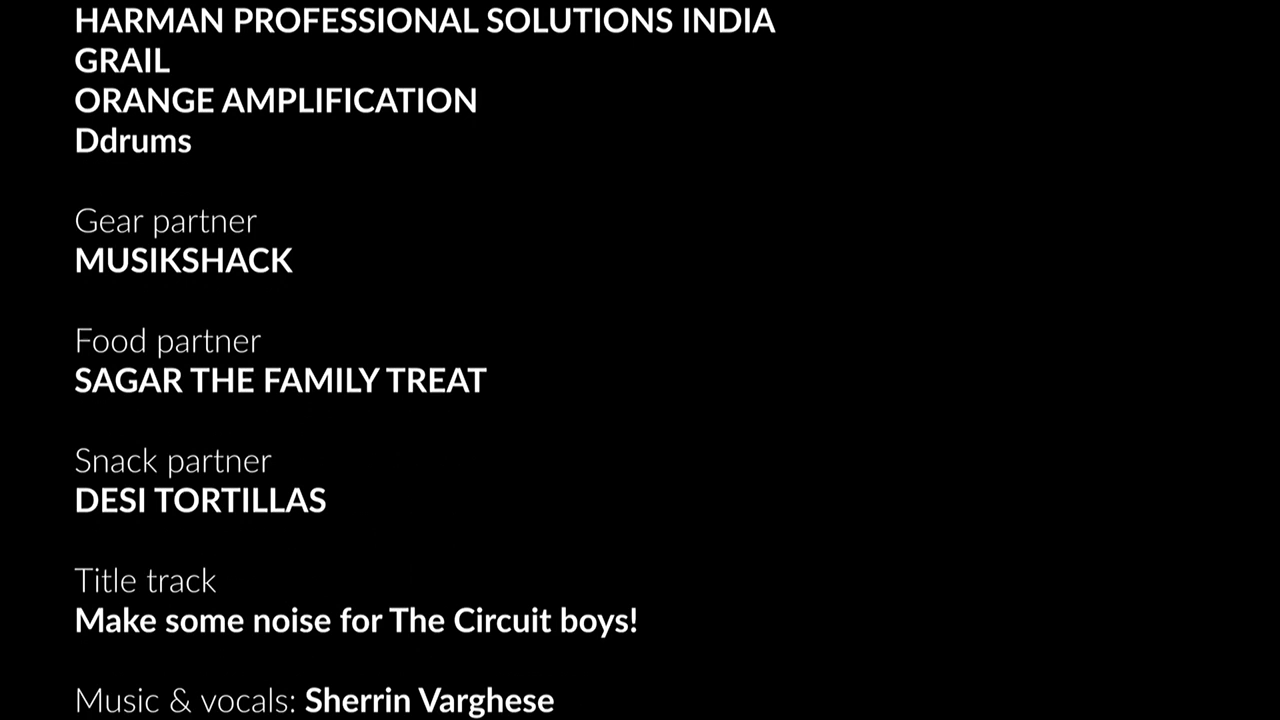 HARMAN PROFESSIONAL SOLUTIONS INDIA
GRAIL
ORANGE AMPLIFICATION
Ddrums
Gear partner
MUSIKSHACK
Food partner
SAGAR THE FAMILY TREAT
Snack partner
DESI TORTILLAS
Title track
Make some noise for The Circuit boys!
Music & vocals: Sherrin Varghese